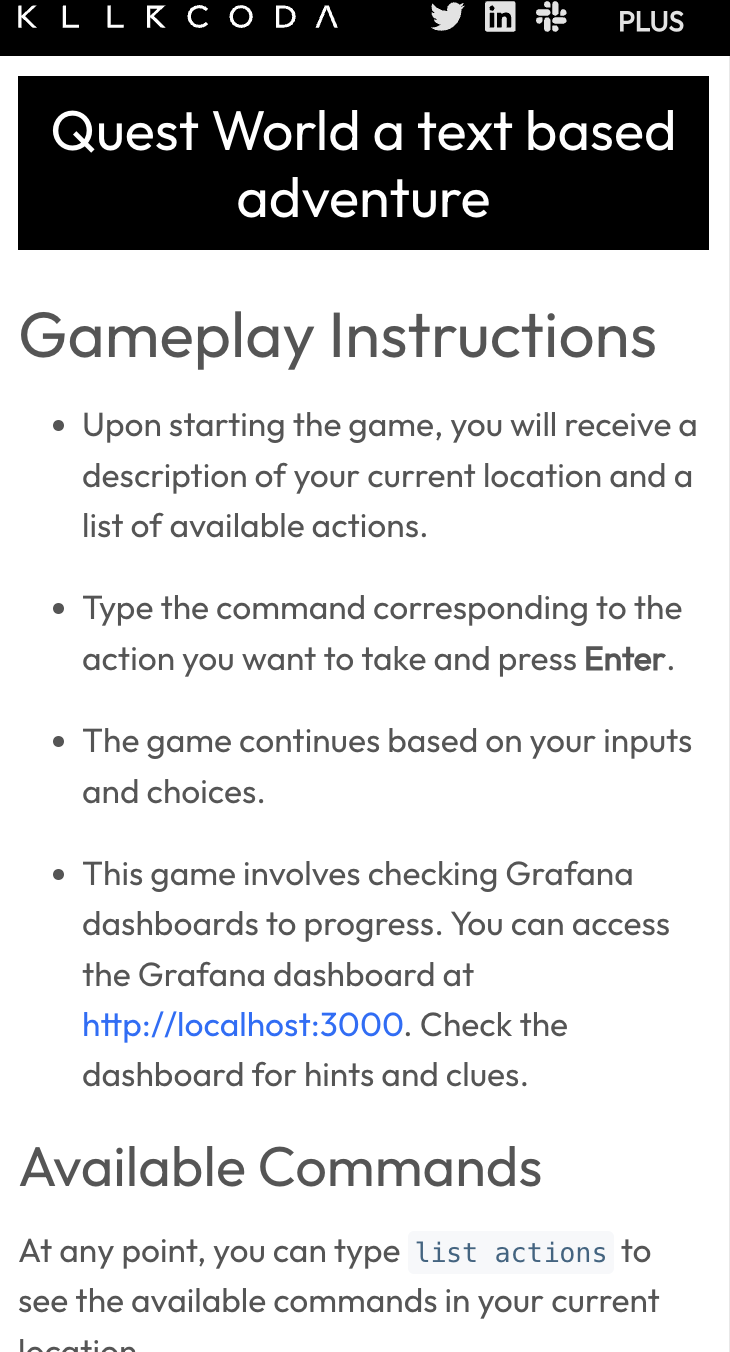 KILLERCODA
PLUS
Quest World a text based
adventure
Gameplay Instructions
Upon starting the game, you will receive a
description of your current location and a
list of available actions.
Type the command corresponding to the
action you want to take and press Enter.
The game continues based on your inputs
and choices.
This game involves checking Grafana
dashboards to progress. You can access
the Grafana dashboard at
http://localhost:3000. Check the
dashboard for hints and clues.
Available Commands
At any point, you can type list actions to
see the available commands in your current
location